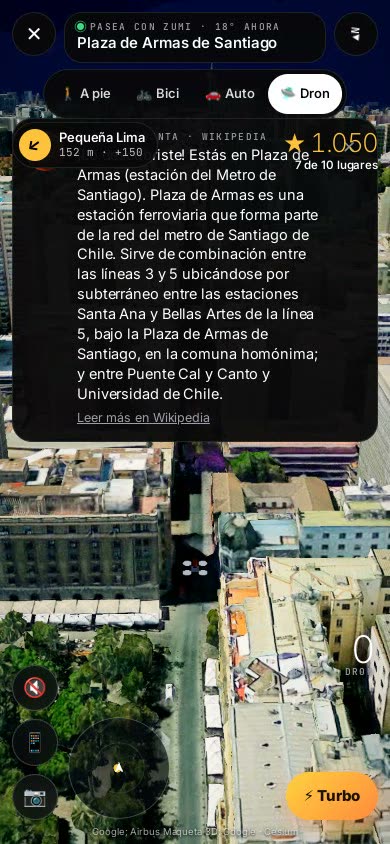 PASEA CON ZUMI · 18° AHORA
Plaza de Armas de Santiago
A pie
Bici
Auto
Dron
Pequeña Lima
152 m · +150
NTA · WIKIPEDIA
★ 1.050
7 de 10 lugares
riste! Estás en Plaza de
Armas (estación del Metro de
Santiago). Plaza de Armas es una
estación ferroviaria que forma parte
de la red del metro de Santiago de
Chile. Sirve de combinación entre
las líneas 3 y 5 ubicándose por
subterráneo entre las estaciones
Santa Ana y Bellas Artes de la línea
5, bajo la Plaza de Armas de
Santiago, en la comuna homónima;
y entre Puente Cal y Canto y
Universidad de Chile.
Leer más en Wikipedia
0
DRO
⚡ Turbo
Google; Airbus Maqueta 3D: Google · Cesium